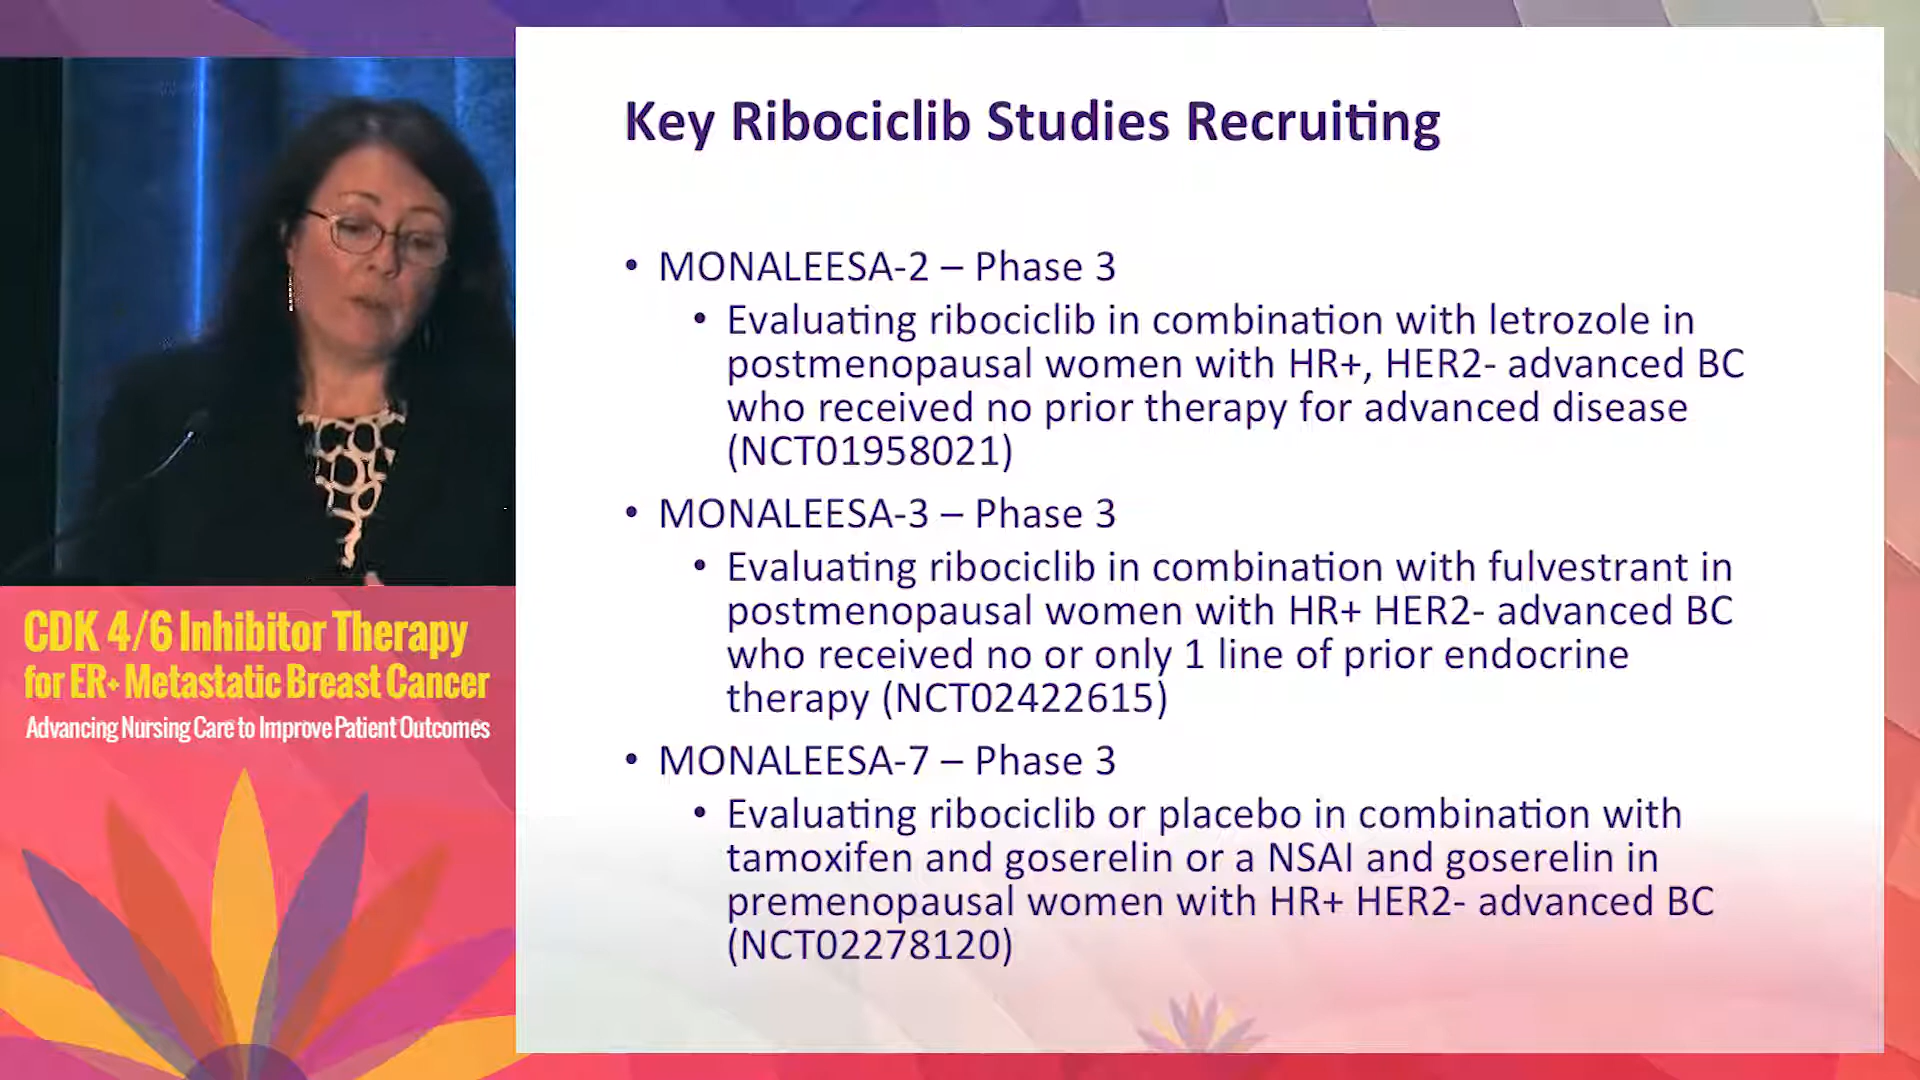 Key Ribociclib Studies Recruiting
• MONALEESA-2 – Phase 3
• Evaluating ribociclib in combination with letrozole in
postmenopausal women with HR+, HER2- advanced BC
who received no prior therapy for advanced disease
(NCT01958021)
• MONALEESA-3 – Phase 3
• Evaluating ribociclib in combination with fulvestrant in
postmenopausal women with HR+ HER2- advanced BC
who received no or only 1 line of prior endocrine
therapy (NCT02422615)
• MONALEESA-7 – Phase 3
• Evaluating ribociclib or placebo in combination with
tamoxifen and goserelin or a NSAI and goserelin in
premenopausal women with HR+ HER2- advanced BC
(NCT02278120)
CDK 4/6 Inhibitor Therapy
for ER+ Metastatic Breast Cancer
Advancing Nursing Care to Improve Patient Outcomes